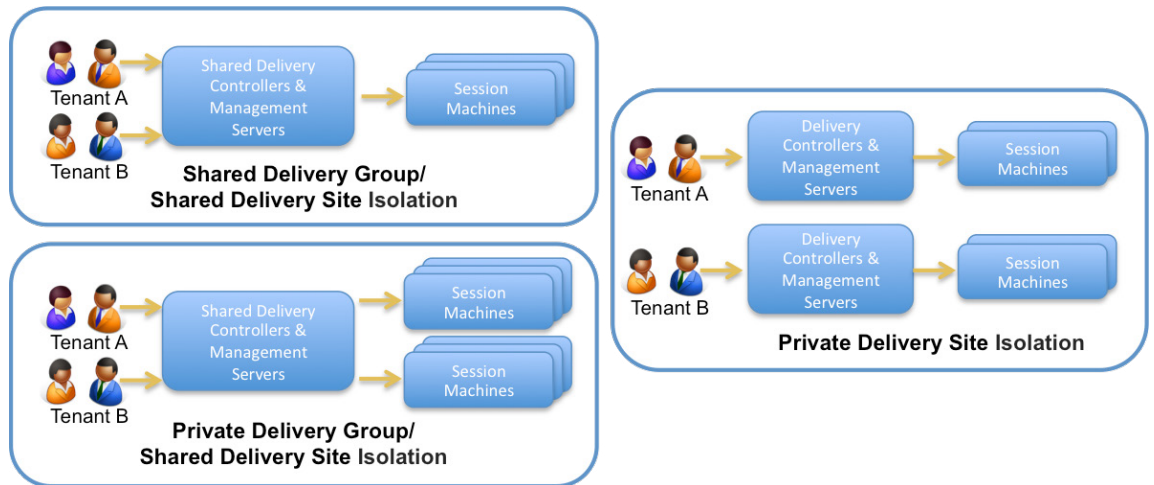 Tenant A
Tenant B
Shared Delivery
Controllers &
Management
Servers
Session
Machines
Shared Delivery Group/
Shared Delivery Site Isolation
Tenant A
Tenant B
Shared Delivery
Controllers &
Management
Servers
Session
Machines
Session
Machines
Private Delivery Group/
Shared Delivery Site Isolation
Tenant A
Delivery
Controllers &
Management
Servers
Session
Machines
Tenant B
Delivery
Controllers &
Management
Servers
Session
Machines
Private Delivery Site Isolation